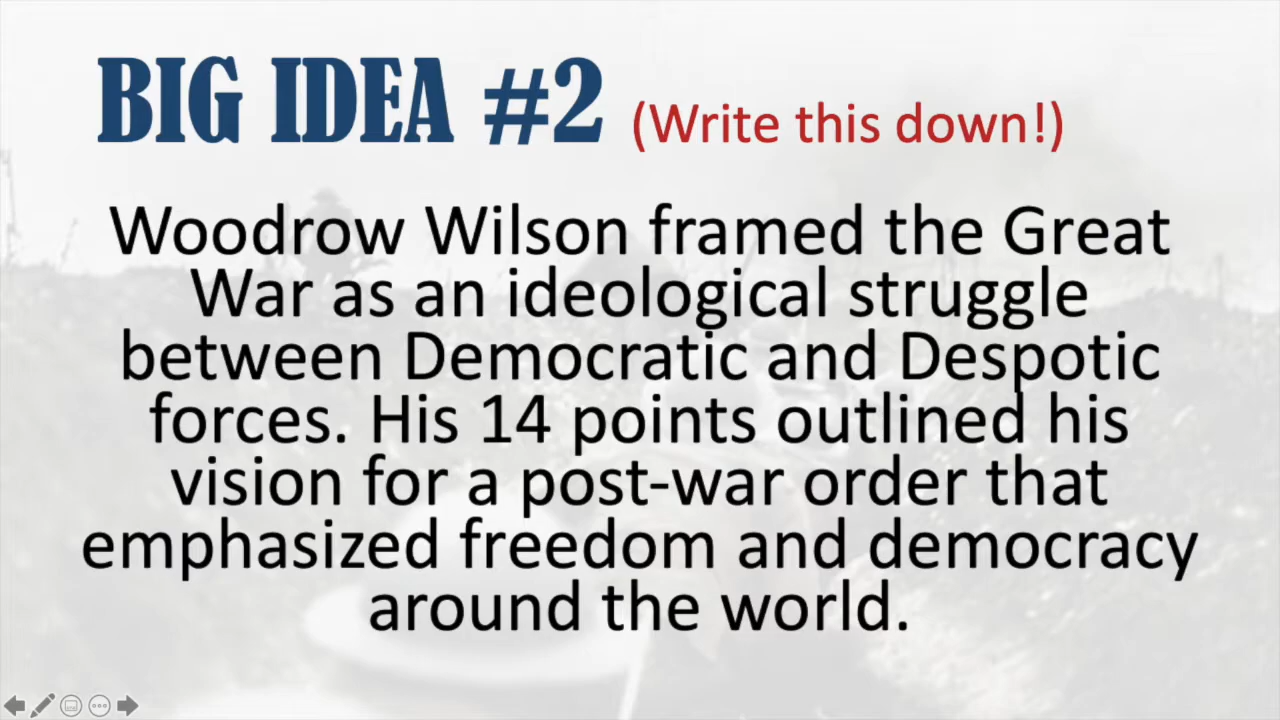 BIG IDEA #2 (Write this down!)
Woodrow Wilson framed the Great
War as an ideological struggle
between Democratic and Despotic
forces. His 14 points outlined his
vision for a post-war order that
emphasized freedom and democracy
around the world.